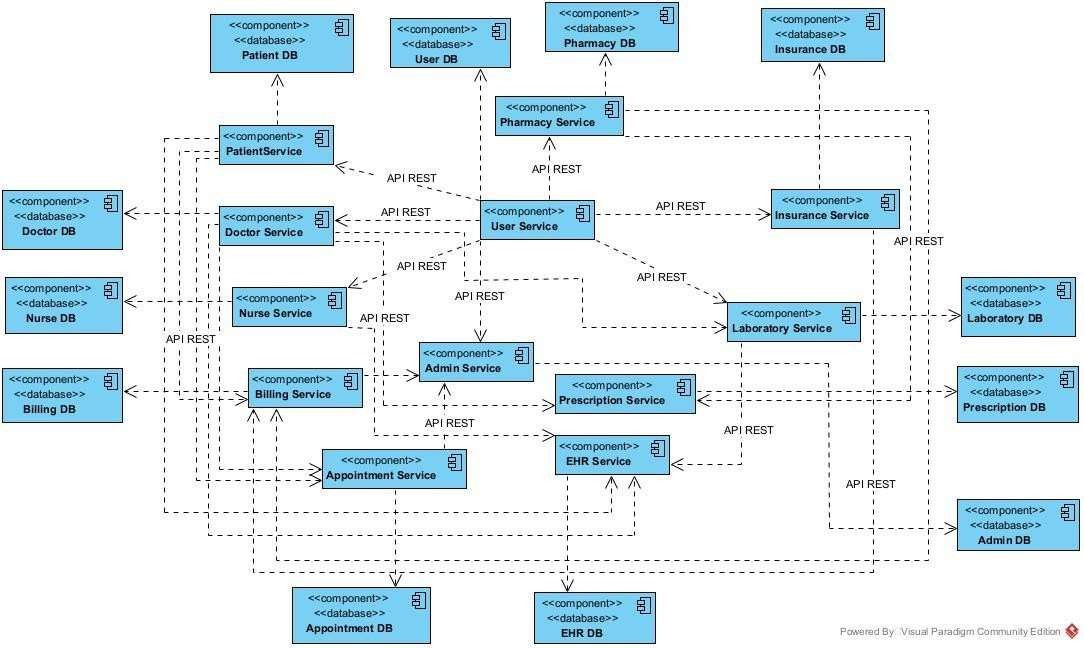 <<component>>
<<database>>
Patient DB
<<component>>
<<database>>
User DB
<<component>>
<<database>>
Pharmacy DB
<<component>>
<<database>>
Insurance DB
<<component>>
Pharmacy Service
<<component>>
PatientService
API REST
API REST
<<component>>
<<database>>
Doctor DB
<<component>>
Doctor Service
API REST
<<component>>
User Service
API REST
<<component>>
Insurance Service
API REST
API REST
API REST
<<component>>
<<database>>
Nurse DB
<<component>>
Nurse Service
API REST
<<component>>
Laboratory Service
<<component>>
<<database>>
Laboratory DB
API REST
API REST
<<component>>
Admin Service
<<component>>
<<database>>
Billing DB
<<component>>
Billing Service
<<component>>
Prescription Service
<<component>>
<<database>>
Prescription DB
API REST
API REST
<<component>>
Appointment Service
<<component>>
EHR Service
API REST
<<component>>
<<database>>
Admin DB
<<component>>
<<database>>
Appointment DB
<<component>>
<<database>>
EHR DB
Powered By Visual Paradigm Community Edition